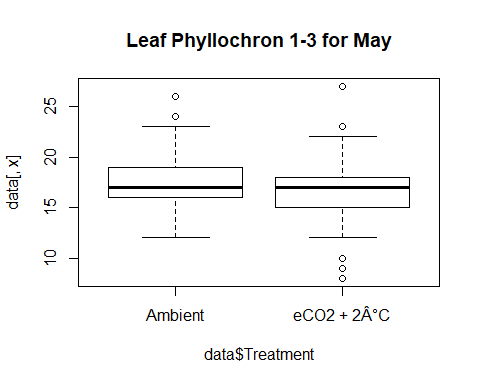 Leaf Phyllochron 1-3 for May
data[, x]
25
20
15
10
Ambient
eCO2 + 2Â°C
data$Treatment